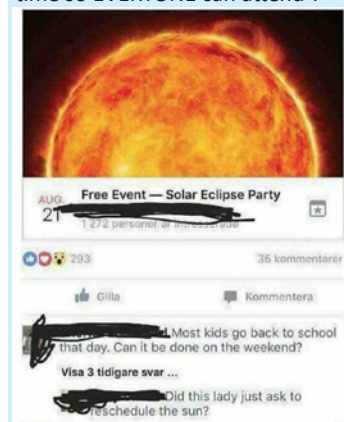 time so EVERYONE can attend".
AUG.
21
Free Event — Solar Eclipse Party
1 272 personer är intresserade
293
35 kommentarer
Gilla
Kommentera
Most kids go back to school
that day. Can it be done on the weekend?
Visa 3 tidigare svar ...
Did this lady just ask to
reschedule the sun?